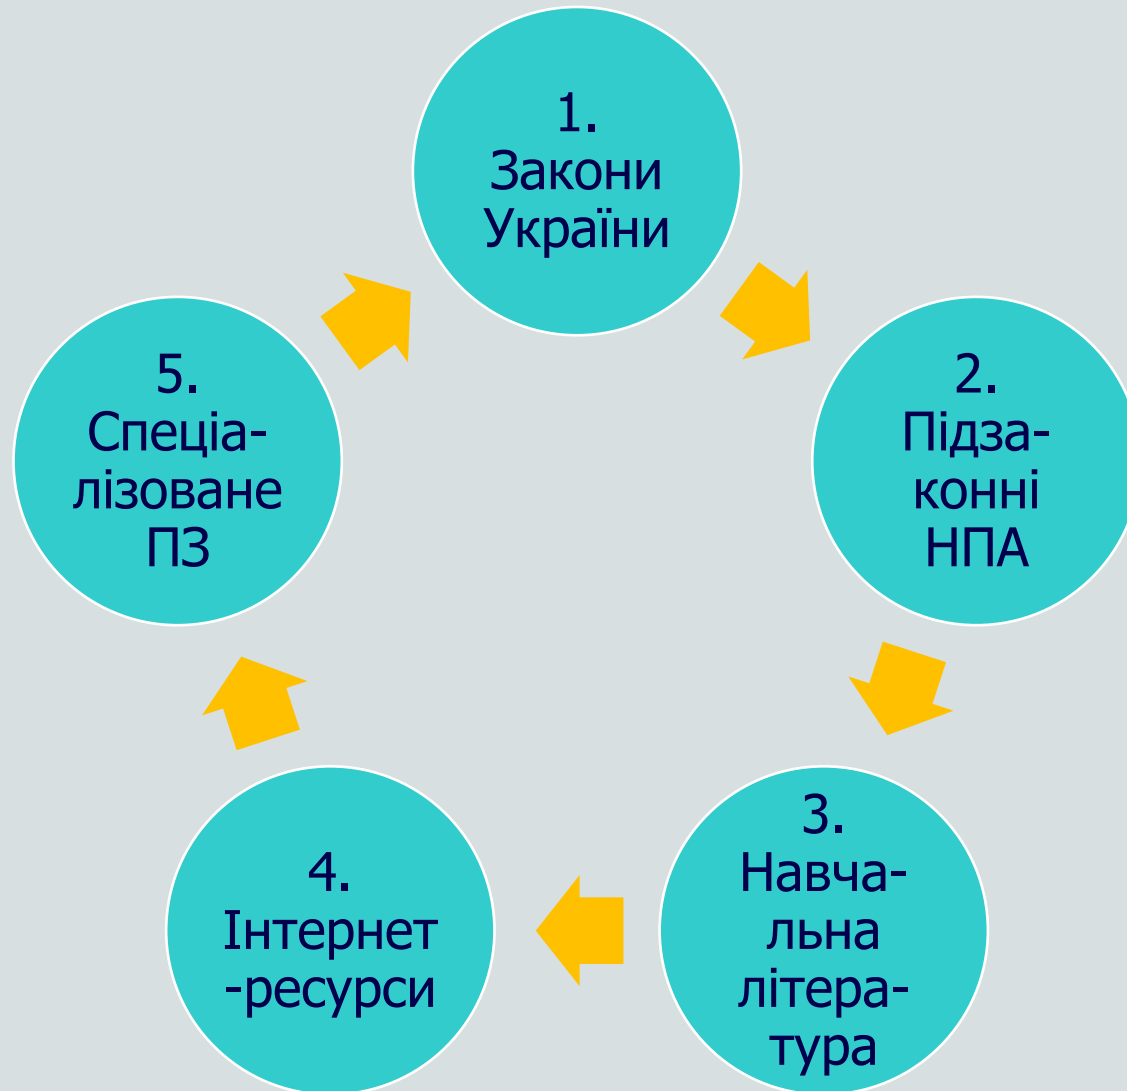 1.
Закони
України
2.
Підза-
конні
НПА
3.
Навча-
льна
літера-
тура
4.
Інтернет
-ресурси
5.
Спеціа-
лізоване
ПЗ